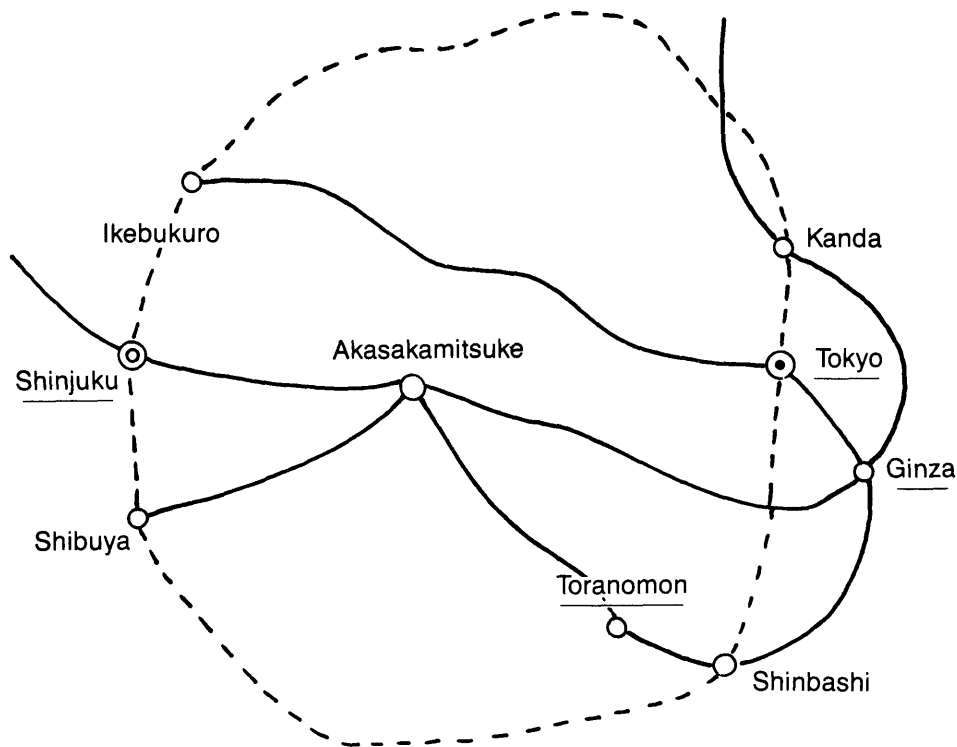 Ikebukuro
Kanda
Akasakamitsuke
Tokyo
Shinjuku
Ginza
Shibuya
Toranomon
Shinbashi